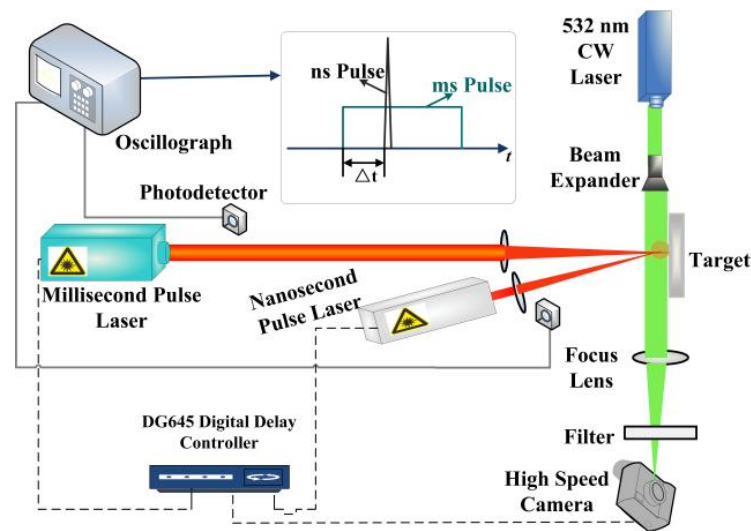 532 nm
CW
Laser
ns Pulse
ms Pulse
t
△t
Oscillograph
Photodetector
Beam
Expander
Target
Millisecond Pulse
Laser
Nanosecond
Pulse Laser
Focus
Lens
DG645 Digital Delay
Controller
Filter
High Speed
Camera